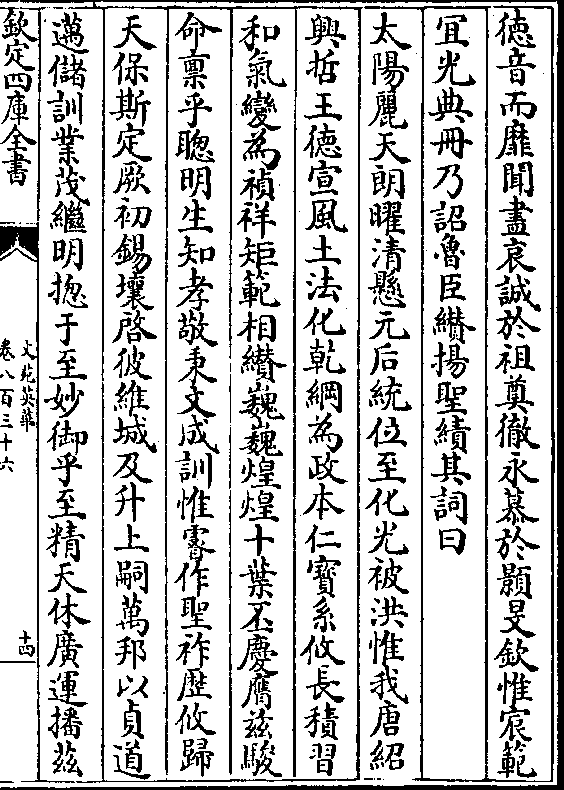 德音而靡聞盡哀誠於祖奠徹永慕於顥旻欽惟宸範
宜光典冊乃詔魯臣纘揚聖績其詞曰
太陽麗天朗曜清懸元后統位至化光被洪惟我唐紹
興哲王德宣風土法化乾綱為政本仁寳系攸長積習
和氣變為禎祥矩範相纘巍巍煌煌十葉丕慶膺兹駿
命禀乎聰明生知孝敬秉文成訓惟睿作聖祚歴攸歸
天保斯定厥初錫壤啓彼維城及升上嗣萬邦以貞道
邁儲訓業茂繼明揔于至妙御乎至精天休廣運播兹
欽定四庫全書
文苑英華
卷八百三十六
十四